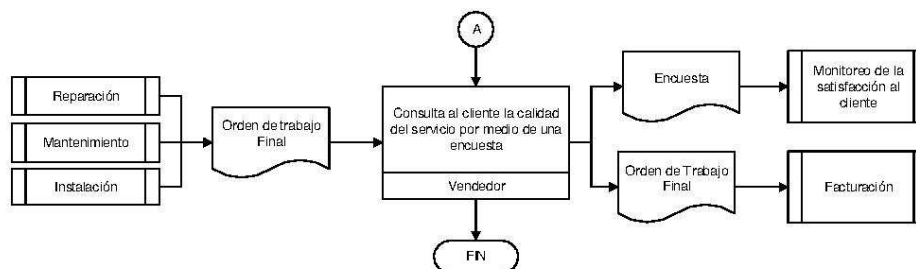 A
Reparación
Mantenimiento
Instalación
Orden de trabajo
Final
Consulta al cliente la calidad
del servicio por medio de una
encuesta
Vendedor
FIN
Encuesta
Monitoreo de la
satisfacción al
cliente
Orden de Trabajo
Final
Facturación